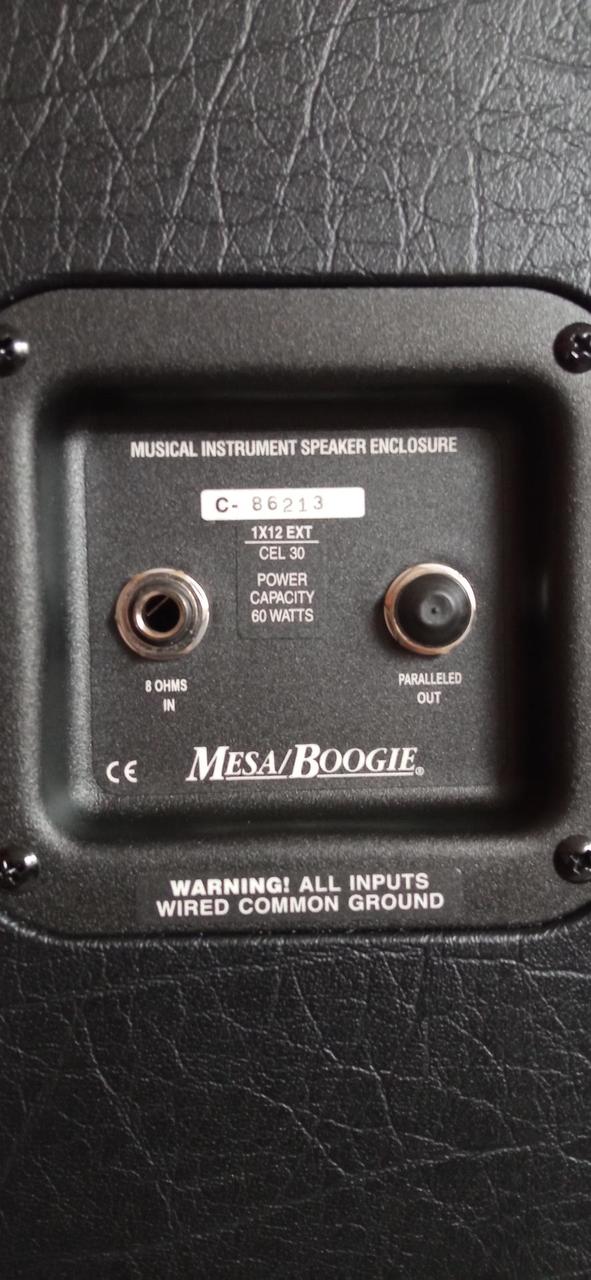 MUSICAL INSTRUMENT SPEAKER ENCLOSURE
C- 86213
1X12 EXT
CEL 30
POWER
CAPACITY
60 WATTS
8 OHMS
IN
PARALLELED
OUT
CE MESA/BOOGIE®
WARNING! ALL INPUTS
WIRED COMMON GROUND